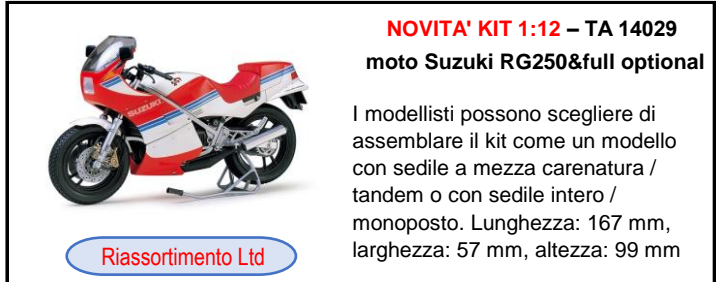 NOVITA' KIT 1:12 – TA 14029
moto Suzuki RG250&full optional
I modellisti possono scegliere di
assemblare il kit come un modello
con sedile a mezza carenatura /
tandem o con sedile intero /
monoposto. Lunghezza: 167 mm,
larghezza: 57 mm, altezza: 99 mm
SUZUKI
Riassortimento Ltd